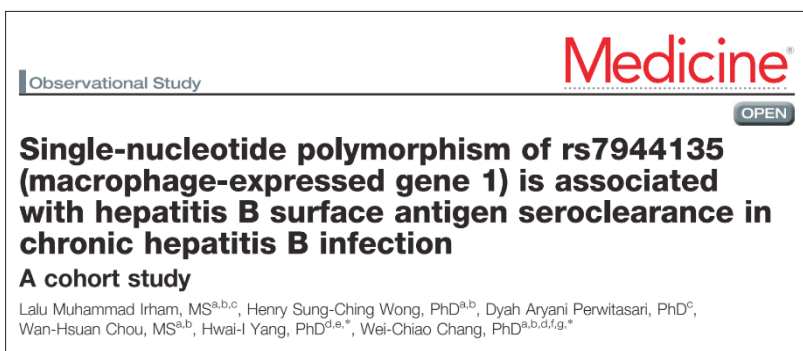 Observational Study
Medicine®
OPEN
Single-nucleotide polymorphism of rs7944135
(macrophage-expressed gene 1) is associated
with hepatitis B surface antigen seroclearance in
chronic hepatitis B infection
A cohort study
Lalu Muhammad Irham, MSa,b,c, Henry Sung-Ching Wong, PhDa,b, Dyah Aryani Perwitasari, PhDc,
Wan-Hsuan Chou, MSa,b, Hwai-I Yang, PhDd,e,*, Wei-Chiao Chang, PhDa,b,d,f,g,*